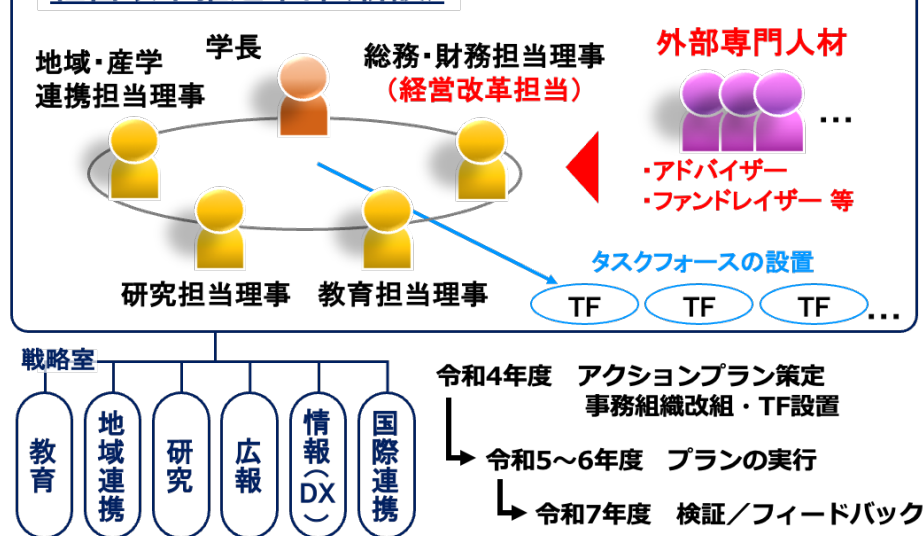 学長
地域・産学
連携担当理事
総務・財務担当理事
（経営改革担当）
外部専門人材
…
・アドバイザー
・ファンドレイザー 等
研究担当理事
教育担当理事
タスクフォースの設置
TF
TF
TF
…
戦略室
教育
地域連携
研究
広報
情報（DX）
国際連携
令和4年度　アクションプラン策定
事務組織改組・TF設置
令和5～6年度　プランの実行
令和7年度　検証／フィードバック